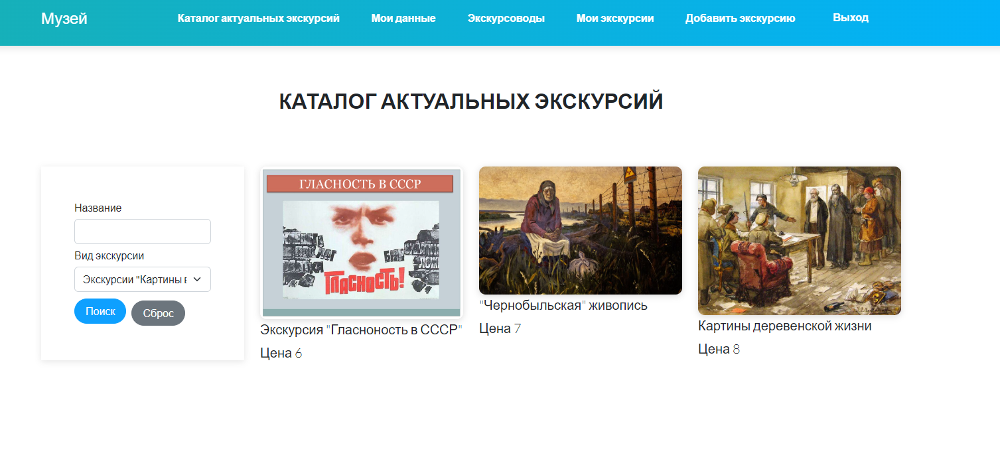 Музей
Каталог актуальных экскурсий
Мои данные
Экскурсоводы
Мои экскурсии
Добавить экскурсию
Выход
КАТАЛОГ АКТУАЛЬНЫХ ЭКСКУРСИЙ
Название
Вид экскурсии
Экскурсии "Картины в
Поиск
Сброс
ГЛАСНОСТЬ В СССР
ГЛАСНОСТЬ!
Экскурсия "Гласноность в СССР"
Цена 6
"Чернобыльская" живопись
Цена 7
Картины деревенской жизни
Цена 8